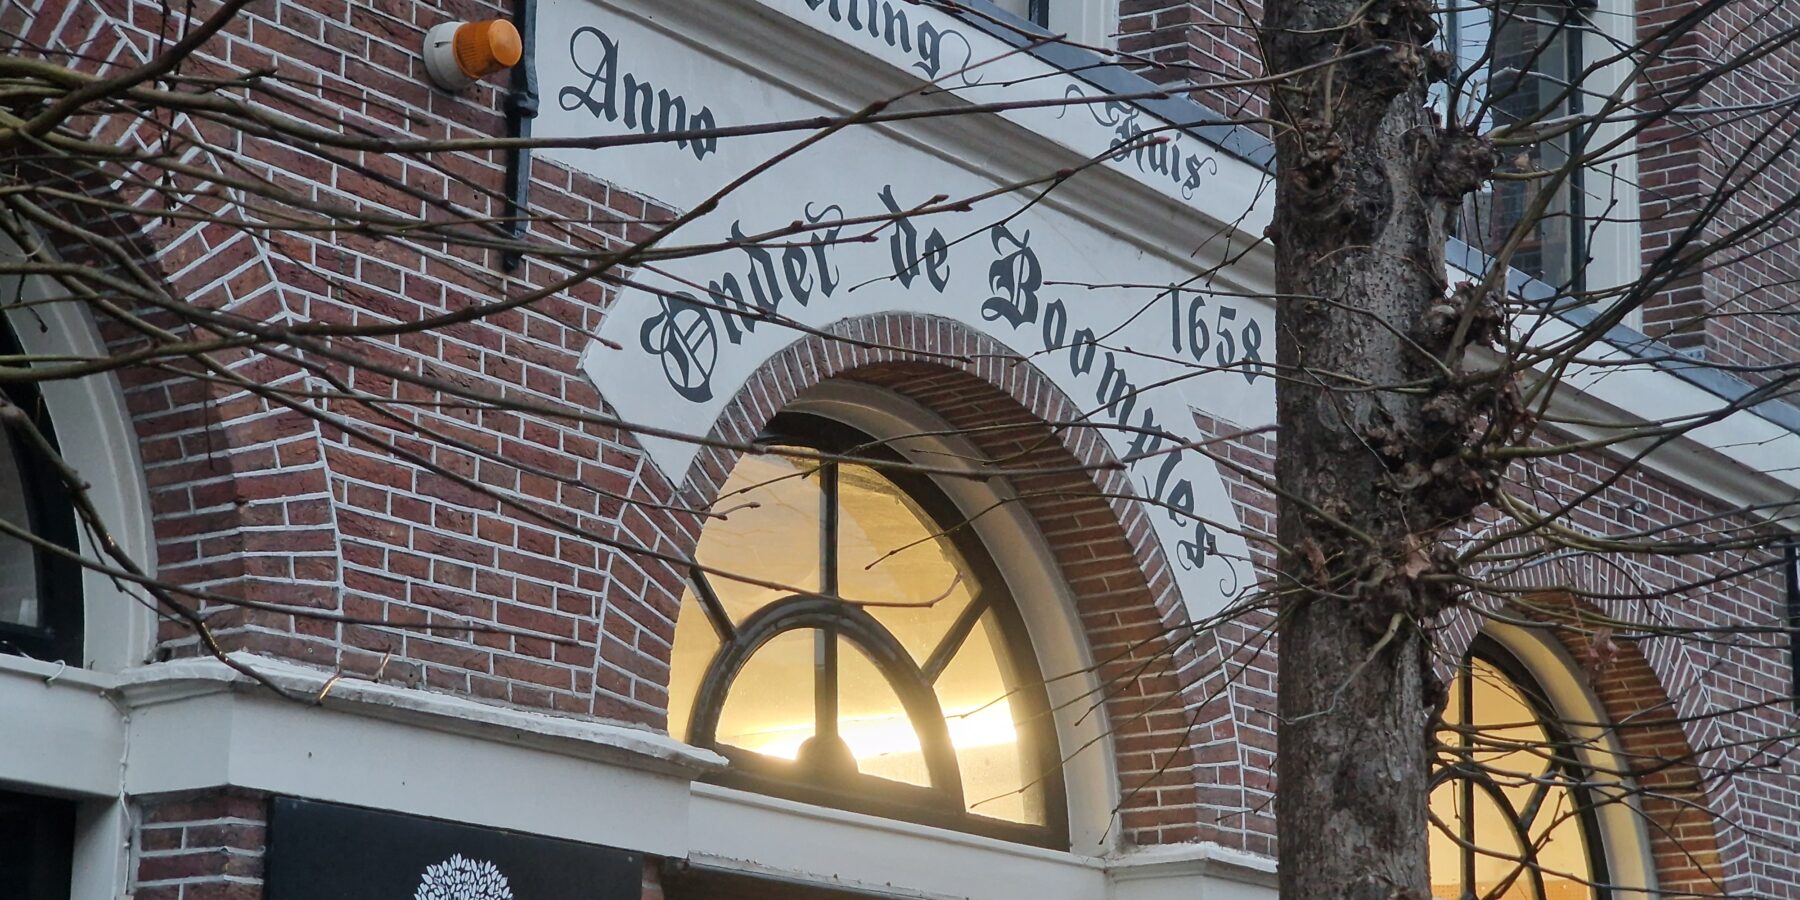 Huis
Anno 1658
Onder de Boompjes